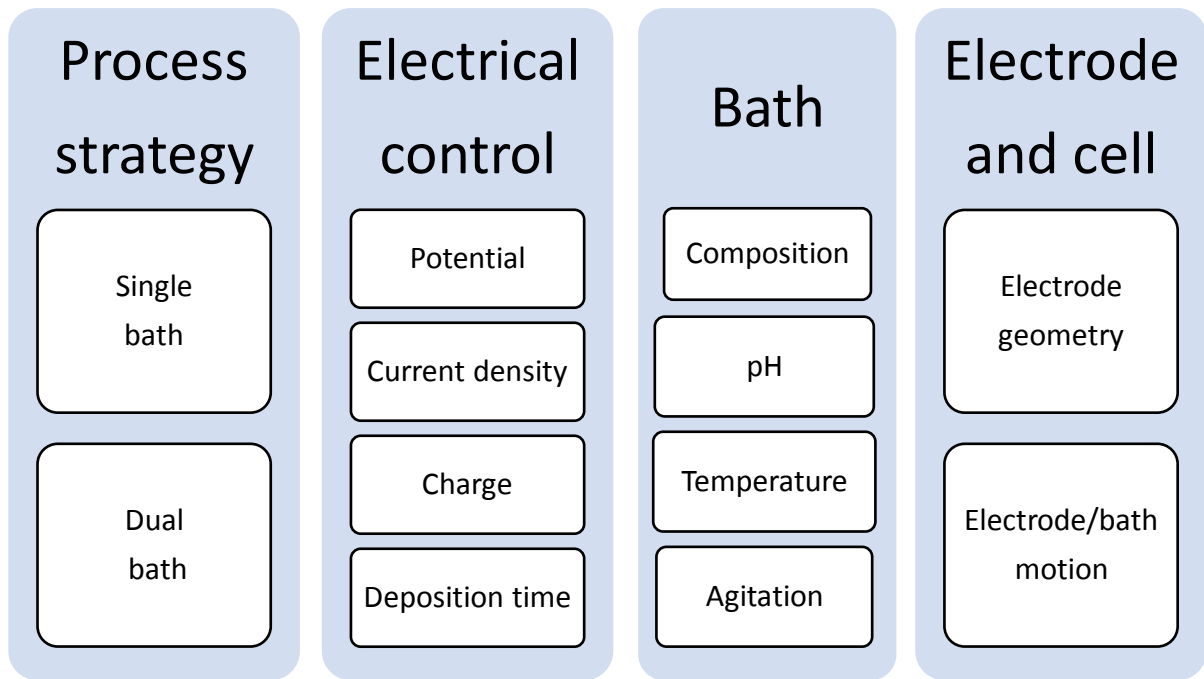 Process
strategy
Single
bath
Dual
bath
Electrical
control
Potential
Current density
Charge
Deposition time
Bath
Composition
pH
Temperature
Agitation
Electrode
and cell
Electrode
geometry
Electrode/bath
motion